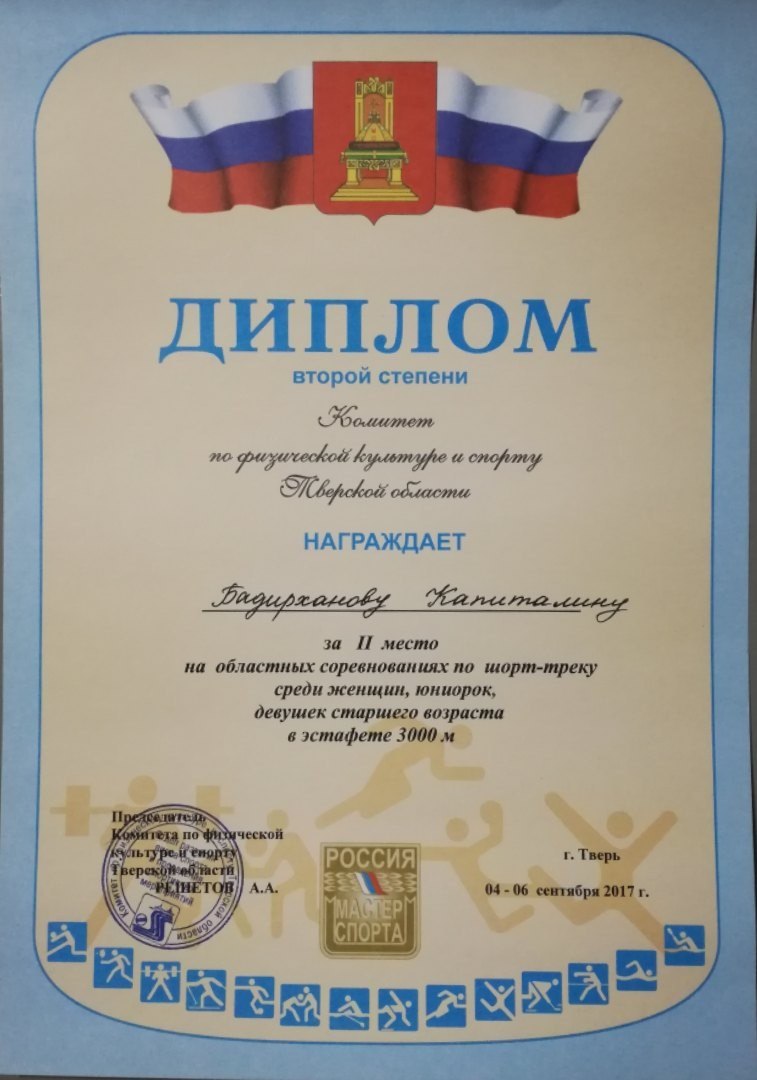 ДИПЛОМ
второй степени
Комитет
по физической культуре и спорту
Тверской области
НАГРАЖДАЕТ
Бадирханову Капиталину
за II место
на областных соревнованиях по шорт-треку
среди женщин, юниорок,
девушек старшего возраста
в эстафете 3000 м
Председатель
Комитета по физической
культуре и спорту
Тверской области
РЕШЕТОВ А.А.
мероприятий
г. Тверь
04 - 06 сентября 2017 г.
РОССИЯ
МАСТЕР
СПОРТА